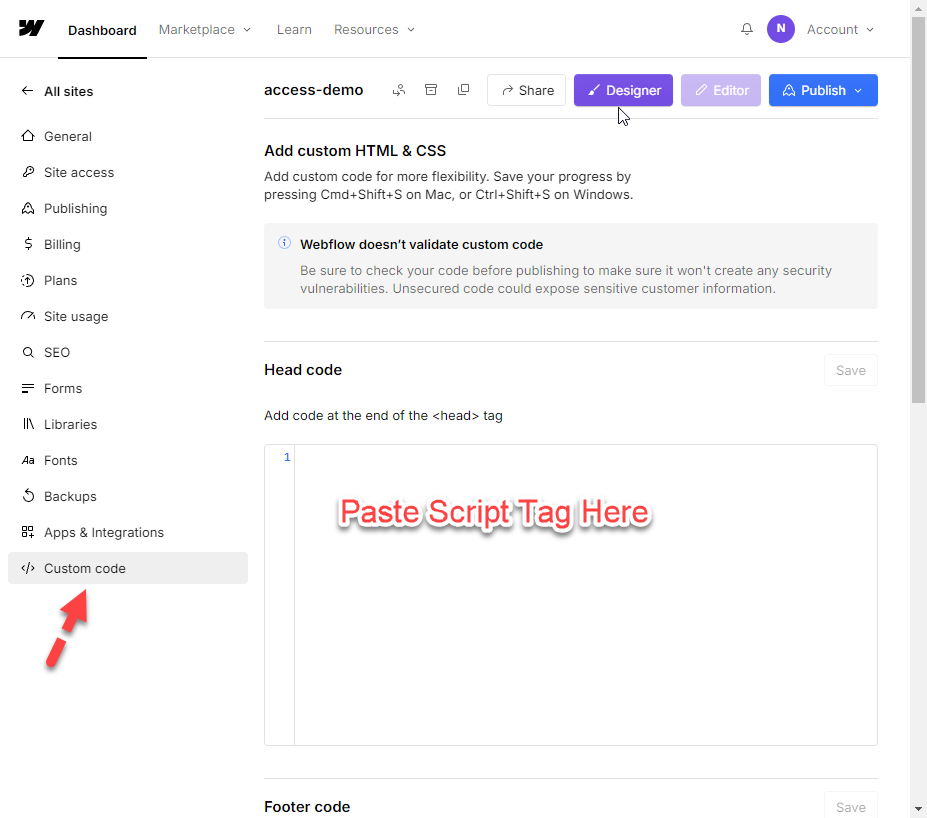 Dashboard Marketplace Learn Resources N Account
All sites
General
Site access
Publishing
Billing
Plans
Site usage
SEO
Forms
Libraries
Aa Fonts
Backups
Apps & Integrations
</> Custom code
access-demo Share Designer Editor Publish
Add custom HTML & CSS
Add custom code for more flexibility. Save your progress by
pressing Cmd+Shift+S on Mac, or Ctrl+Shift+S on Windows.
Webflow doesn’t validate custom code
Be sure to check your code before publishing to make sure it won't create any security
vulnerabilities. Unsecured code could expose sensitive customer information.
Head code Save
Add code at the end of the <head> tag
1
Paste Script Tag Here
Footer code Save